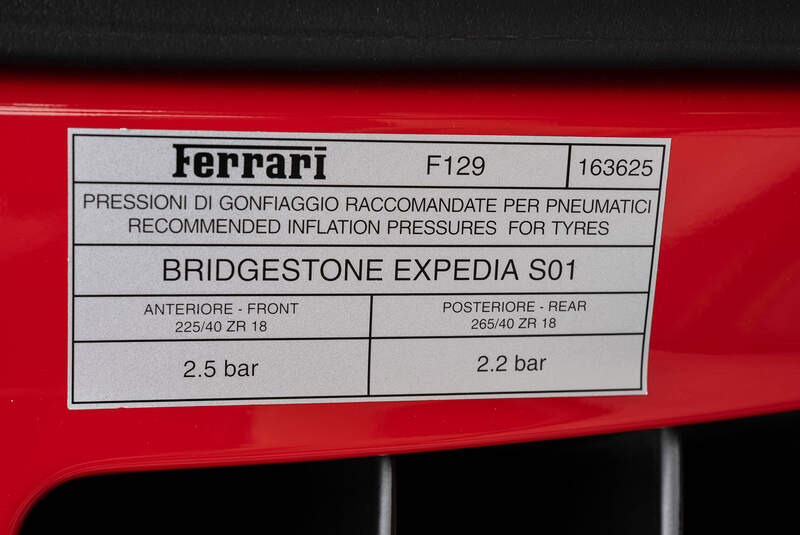 Ferrari F129 163625
PRESSIONI DI GONFIAGGIO RACCOMANDATE PER PNEUMATICI
RECOMMENDED INFLATION PRESSURES FOR TYRES
BRIDGESTONE EXPEDIA S01
ANTERIORE - FRONT
225/40 ZR 18
POSTERIORE - REAR
265/40 ZR 18
2.5 bar
2.2 bar